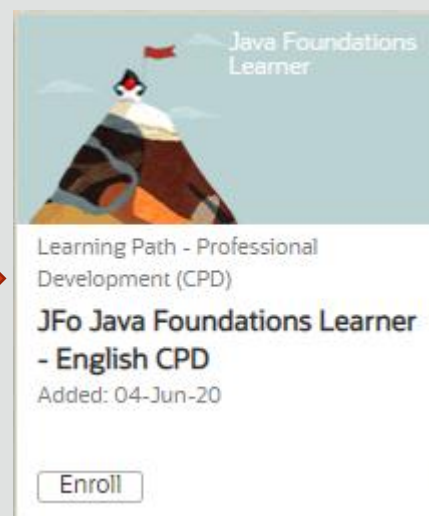 Java Foundations
Learner
Learning Path - Professional
Development (CPD)
JFo Java Foundations Learner
- English CPD
Added: 04-Jun-20
Enroll